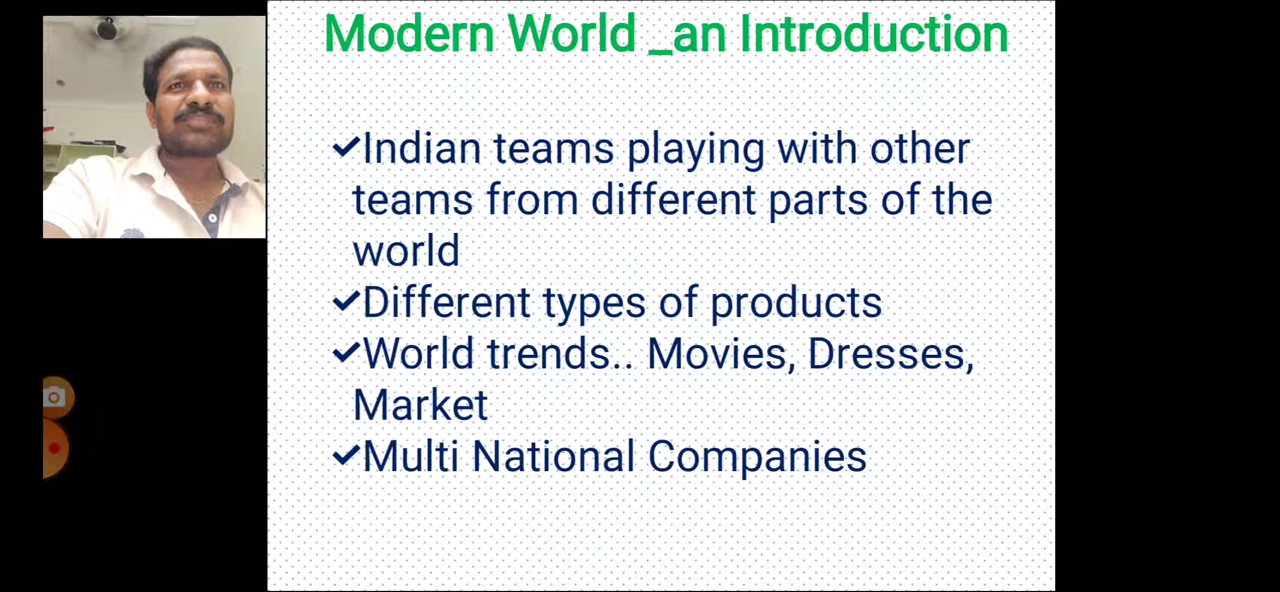 Modern World _an Introduction
✓Indian teams playing with other
teams from different parts of the
world
✓Different types of products
✓World trends.. Movies, Dresses,
Market
✓Multi National Companies